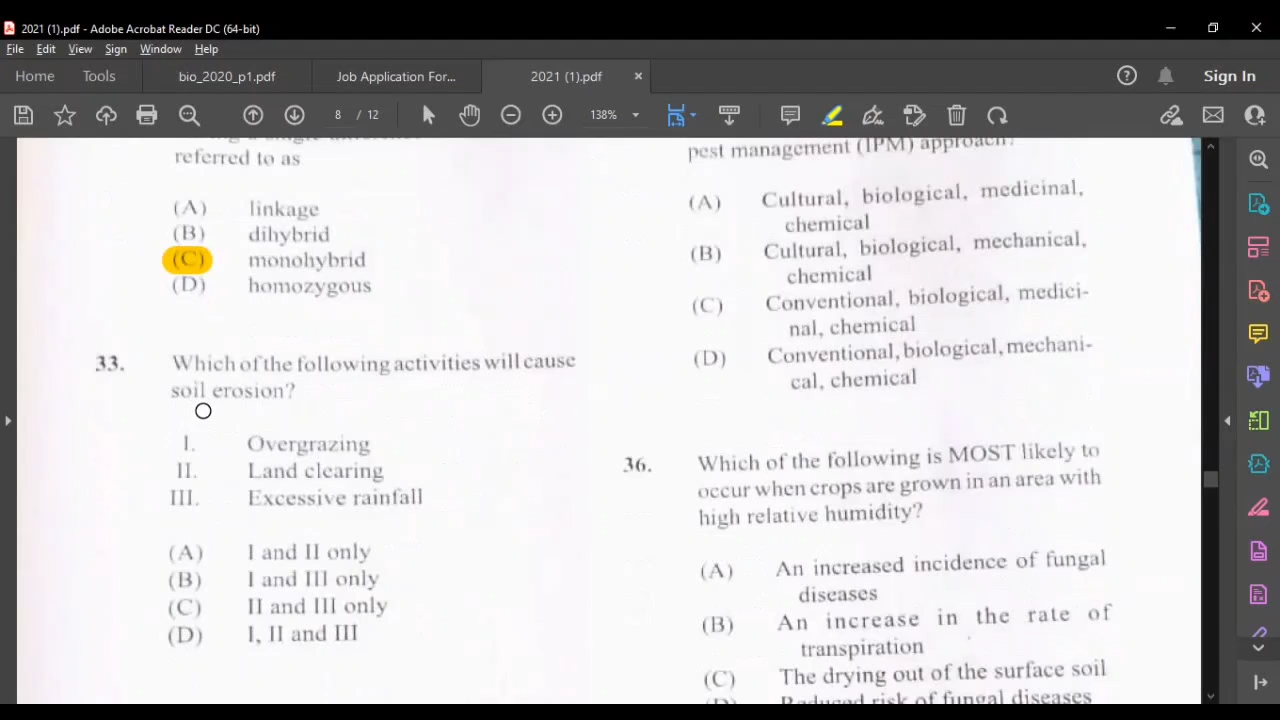 2021 (1).pdf - Adobe Acrobat Reader DC (64-bit)
File Edit View Sign Window Help
Home Tools bio_2020_p1.pdf Job Application For... 2021 (1).pdf × Sign In
8 / 12 138%
referred to as
(A) linkage
(B) dihybrid
(C) monohybrid
(D) homozygous
33. Which of the following activities will cause
soil erosion?
I. Overgrazing
II. Land clearing
III. Excessive rainfall
(A) I and II only
(B) I and III only
(C) II and III only
(D) I, II and III
pest management (IPM) approach?
(A) Cultural, biological, medicinal,
chemical
(B) Cultural, biological, mechanical,
chemical
(C) Conventional, biological, medici-
nal, chemical
(D) Conventional, biological, mechani-
cal, chemical
36. Which of the following is MOST likely to
occur when crops are grown in an area with
high relative humidity?
(A) An increased incidence of fungal
diseases
(B) An increase in the rate of
transpiration
(C) The drying out of the surface soil
Reduced risk of fungal diseases